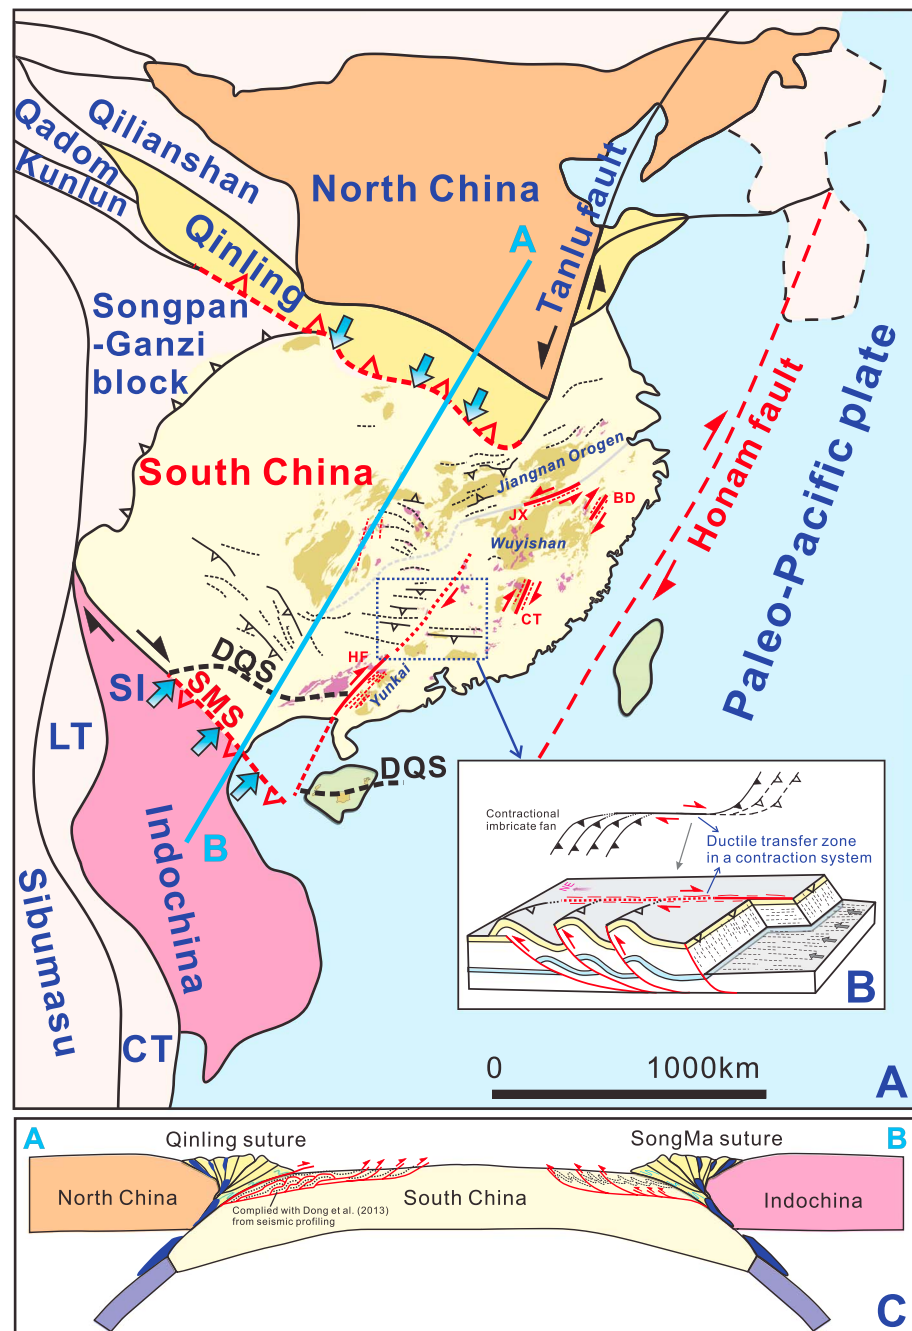 Qilianshan
Qadom
Kunlun
North China
Tanlu fault
Qinling
A
Songpan
-Ganzi
block
Honam fault
Paleo-Pacific plate
South China
Jiangnan Orogen
JX
BD
Wuyishan
CT
HF
Yunkai
DQS
SI
SMS
LT
DQS
B
Indochina
Sibumasu
CT
Contractional
imbricate fan
Ductile transfer zone
in a contraction system
NE
B
0 1000km
A
A
Qinling suture
SongMa suture
B
North China
South China
Indochina
Complied with Dong et al. (2013)
from seismic profiling
C